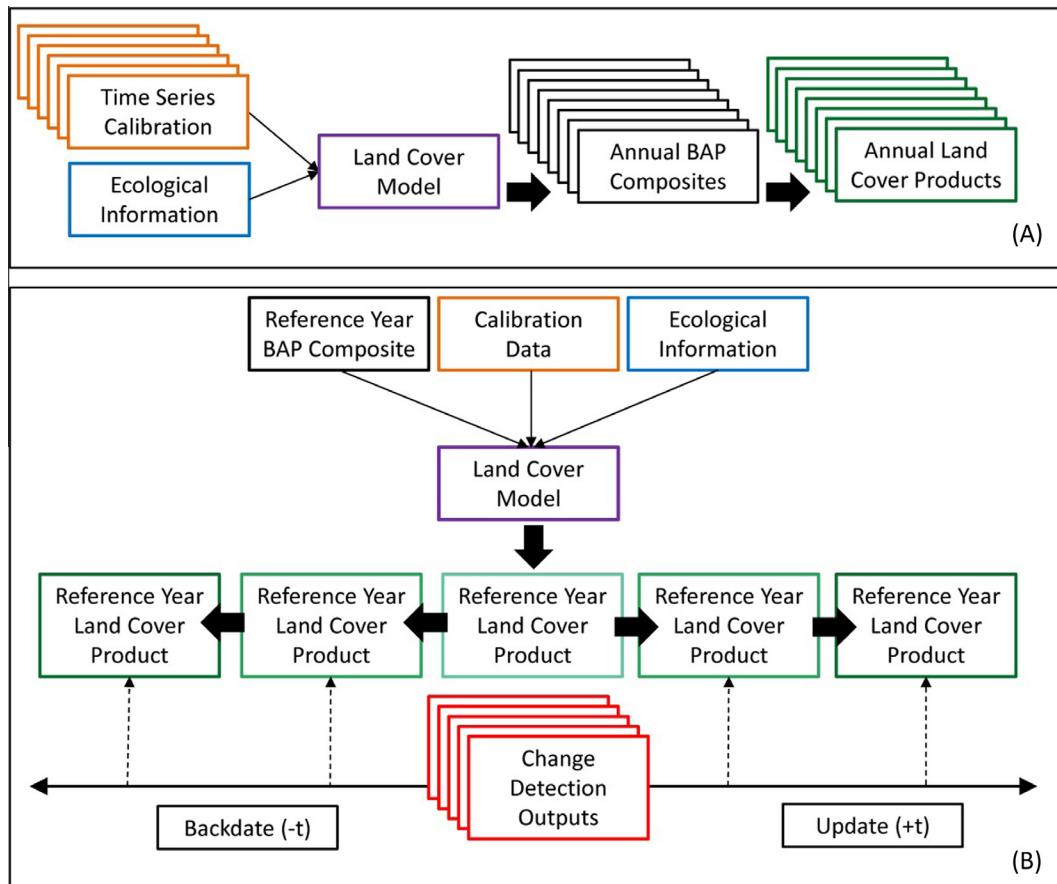 Time Series
Calibration
Ecological
Information
Land Cover
Model
Annual BAP
Composites
Annual Land
Cover Products
(A)
Reference Year
BAP Composite
Calibration
Data
Ecological
Information
Land Cover
Model
Reference Year
Land Cover
Product
Reference Year
Land Cover
Product
Reference Year
Land Cover
Product
Reference Year
Land Cover
Product
Reference Year
Land Cover
Product
Change
Detection
Outputs
Backdate (-t)
Update (+t)
(B)